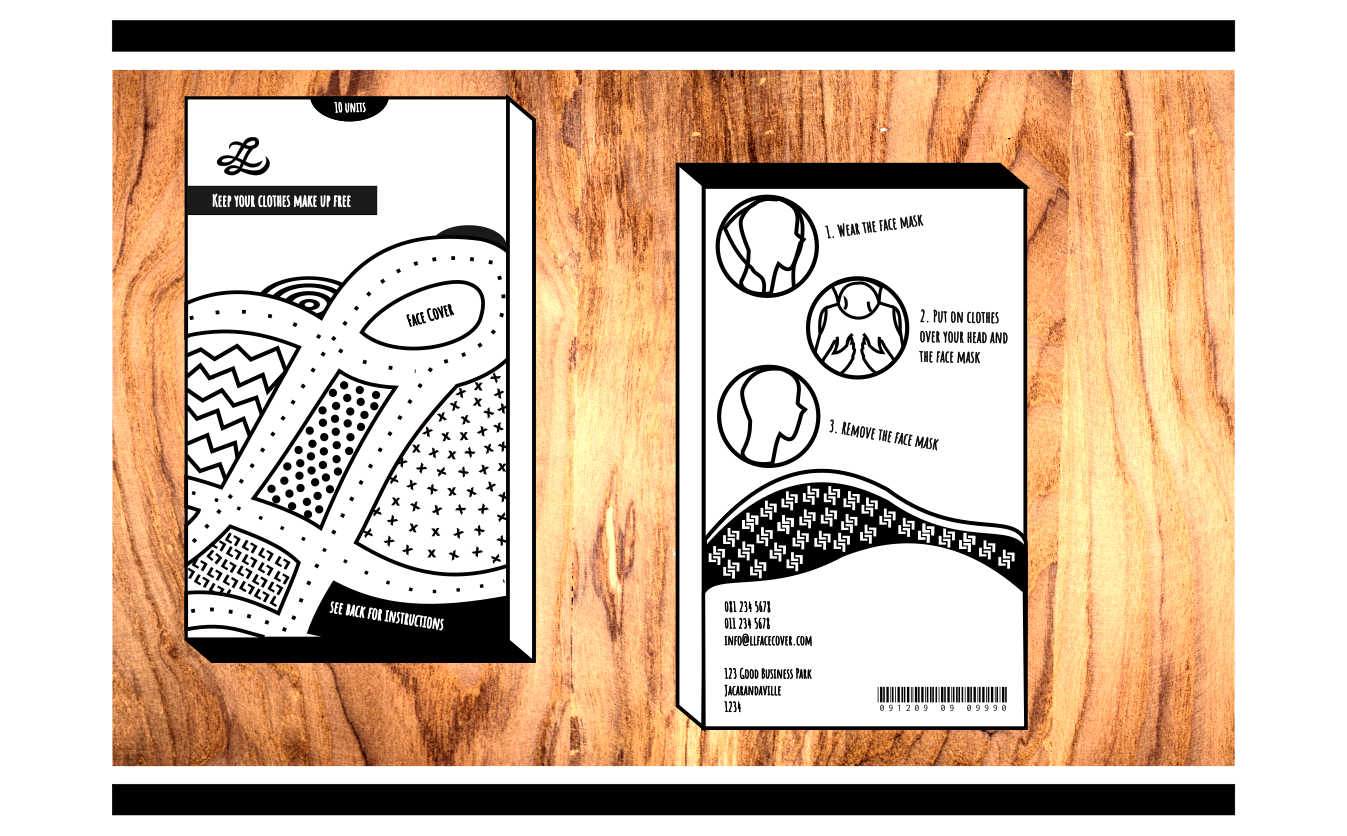 10 UNITS
LL
KEEP YOUR CLOTHES MAKE UP FREE
FACE COVER
SEE BACK FOR INSTRUCTIONS
1. WEAR THE FACE MASK
2. PUT ON CLOTHES
OVER YOUR HEAD AND
THE FACE MASK
3. REMOVE THE FACE MASK
081 234 5678
011 234 5678
INFO@LLFACECOVER.COM
123 GOOD BUSINESS PARK
JACARANDAVILLE
1234
091209 09 09990